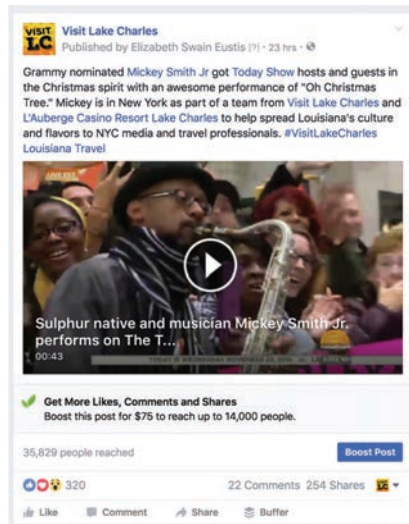 VISIT
LC
Visit Lake Charles
Published by Elizabeth Swain Eustis [?] · 23 hrs ·
Grammy nominated Mickey Smith Jr got Today Show hosts and guests in
the Christmas spirit with an awesome performance of "Oh Christmas
Tree." Mickey is in New York as part of a team from Visit Lake Charles and
L'Auberge Casino Resort Lake Charles to help spread Louisiana's culture
and flavors to NYC media and travel professionals. #VisitLakeCharles
Louisiana Travel
LIVE
Sulphur native and musician Mickey Smith Jr.
performs on The T...
00:43
TODAY IS WEDNESDAY NOVEMBER
Get More Likes, Comments and Shares
Boost this post for $75 to reach up to 14,000 people.
35,829 people reached
Boost Post
320
22 Comments 254 Shares
LC
Like Comment Share Buffer